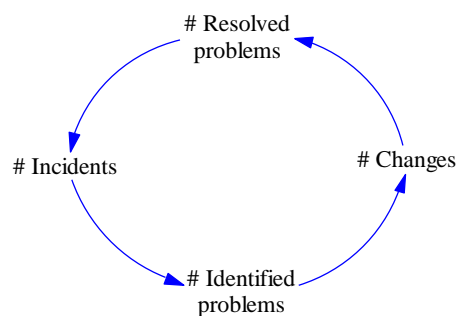 # Resolved
problems
# Incidents
# Changes
# Identified
problems